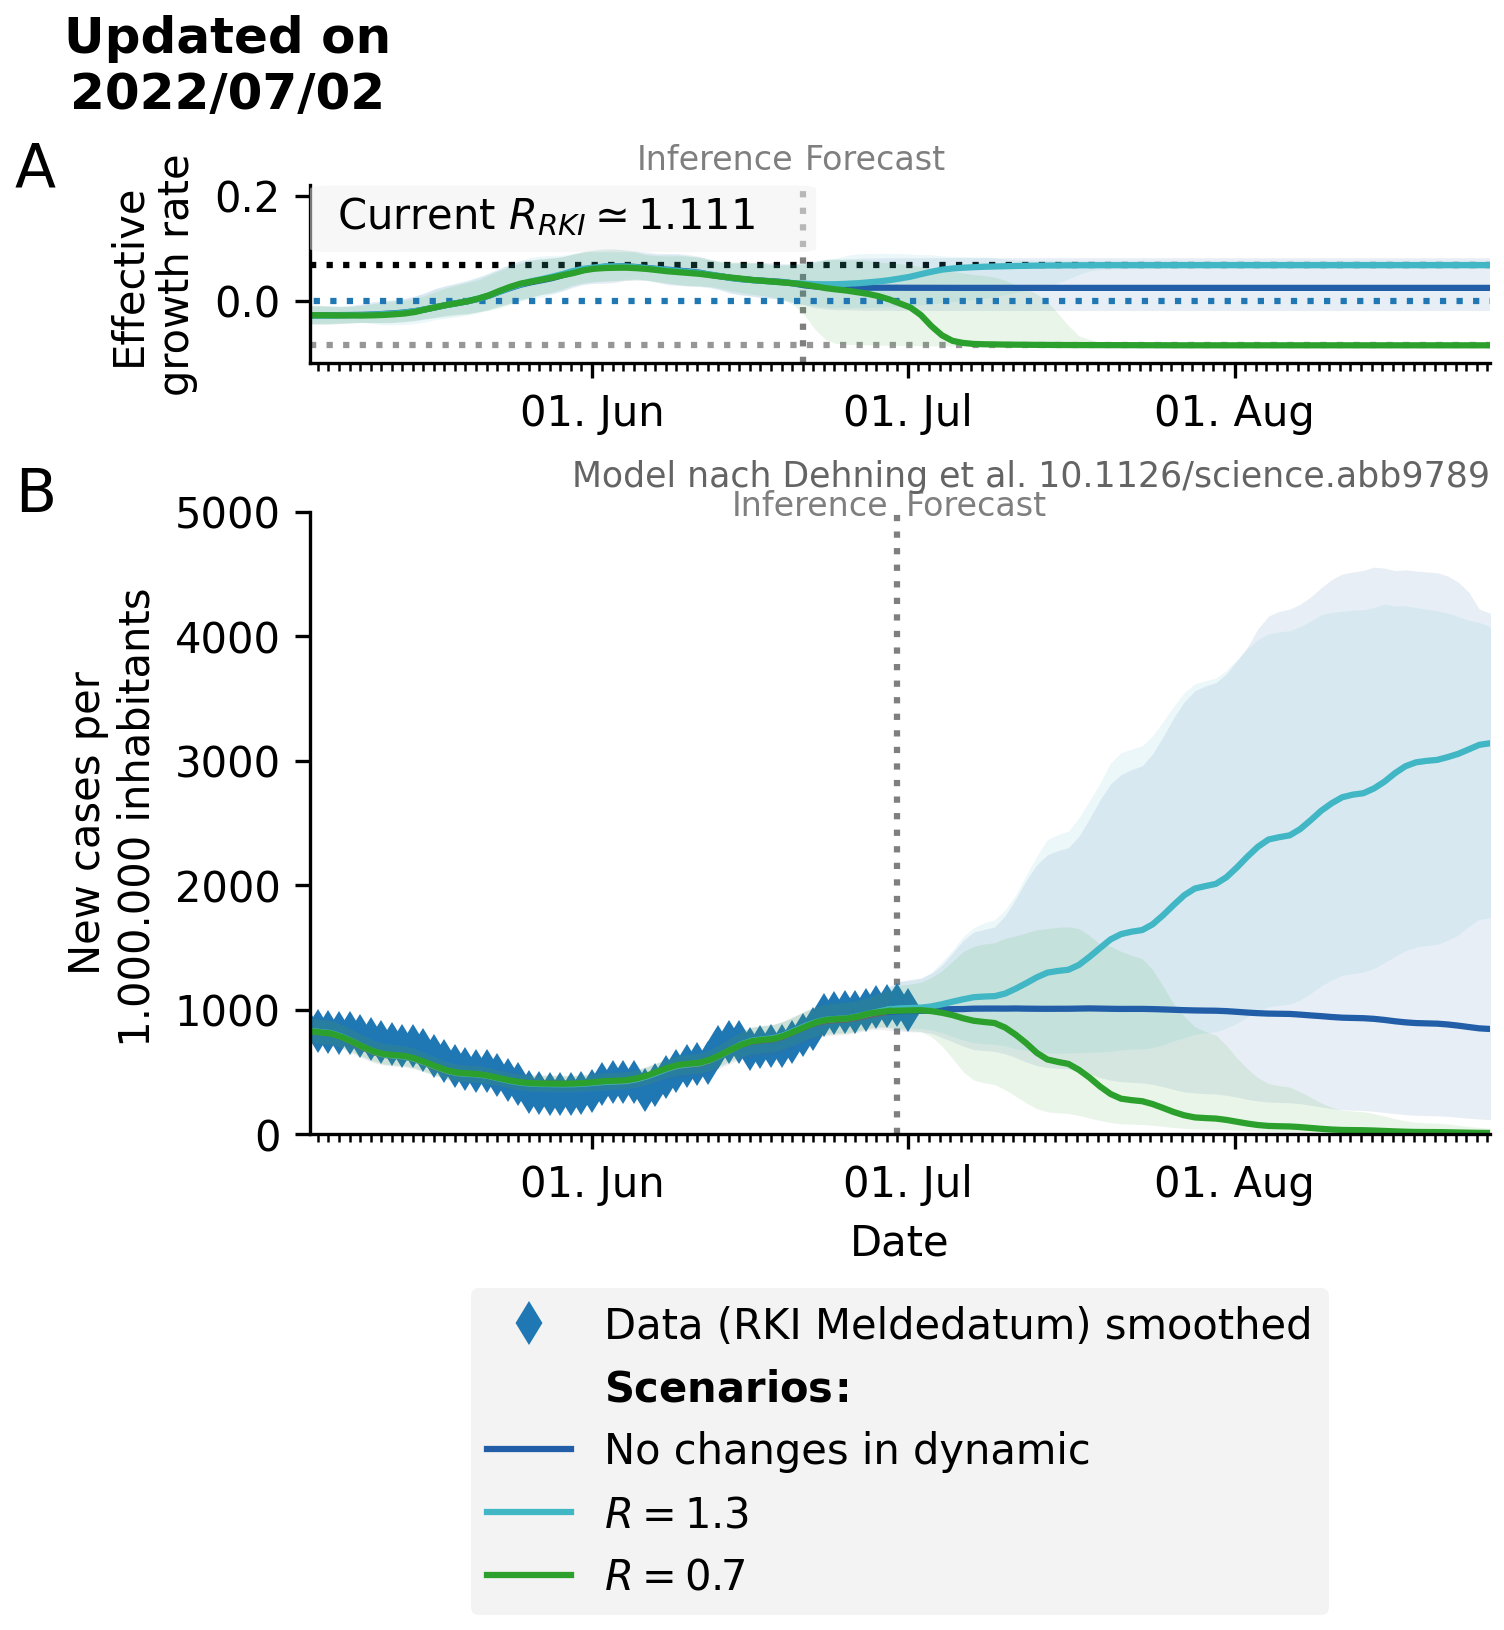 Updated on
2022/07/02
A
Inference Forecast
Effective
growth rate
0.2
0.0
Current R_RKI ≃ 1.111
01. Jun 01. Jul 01. Aug
B
Model nach Dehning et al. 10.1126/science.abb9789
Inference Forecast
New cases per
1.000.000 inhabitants
5000
4000
3000
2000
1000
0
01. Jun 01. Jul 01. Aug
Date
Data (RKI Meldedatum) smoothed
Scenarios:
No changes in dynamic
R = 1.3
R = 0.7